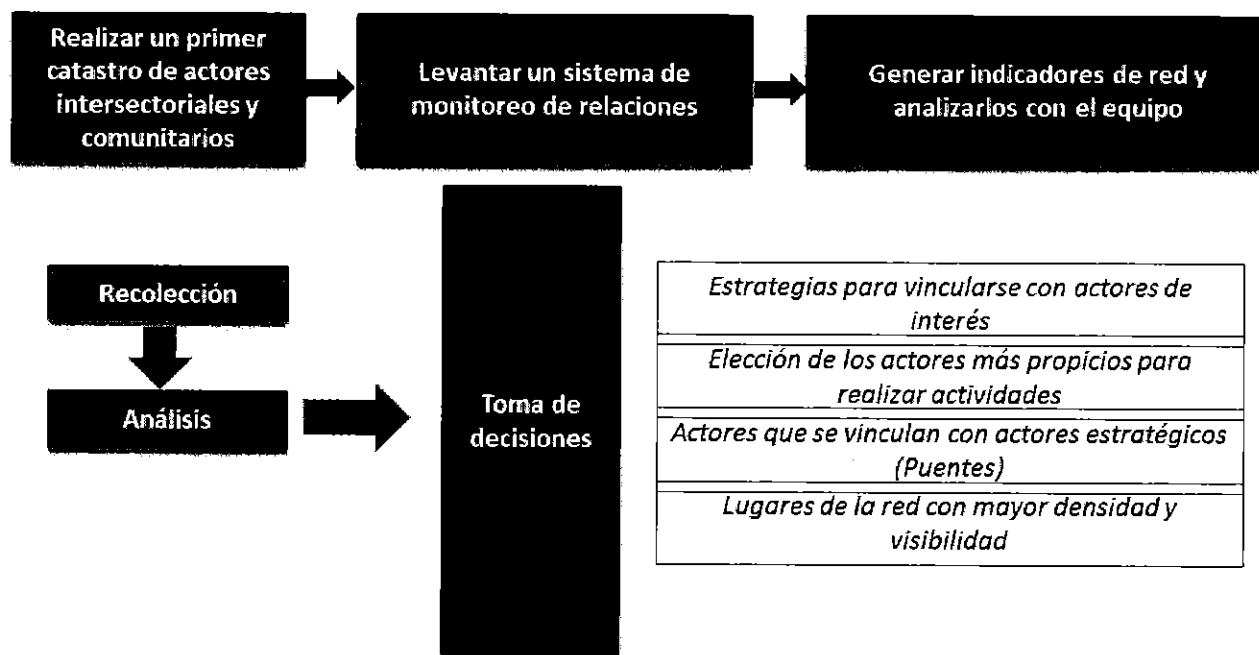 Realizar un primer
catastro de actores
intersectoriales y
comunitarios
Levantar un sistema de
monitoreo de relaciones
Generar indicadores de red y
analizarlos con el equipo
Recolección
Análisis
Toma de
decisiones
Estrategias para vincularse con actores de
interés
Elección de los actores más propicios para
realizar actividades
Actores que se vinculan con actores estratégicos
(Puentes)
Lugares de la red con mayor densidad y
visibilidad